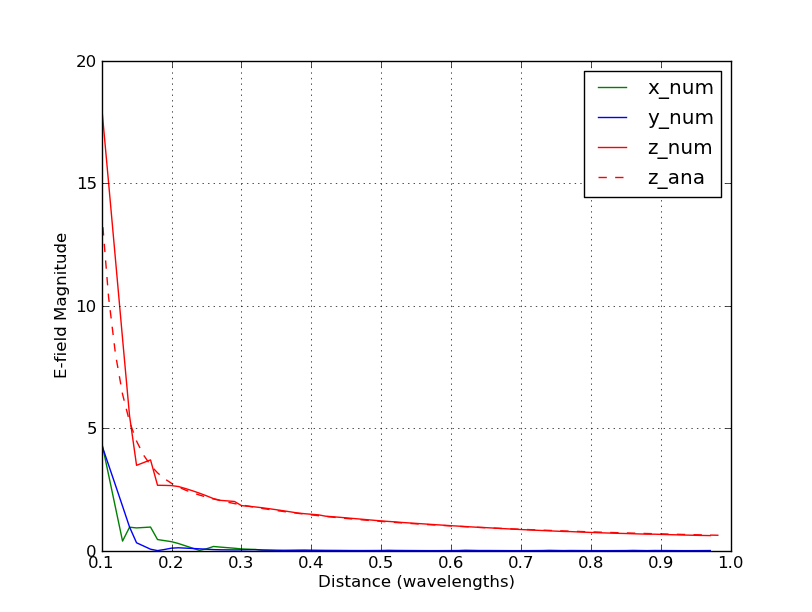 20
15
10
5
0
E-field Magnitude
x_num
y_num
z_num
z_ana
0.1 0.2 0.3 0.4 0.5 0.6 0.7 0.8 0.9 1.0
Distance (wavelengths)